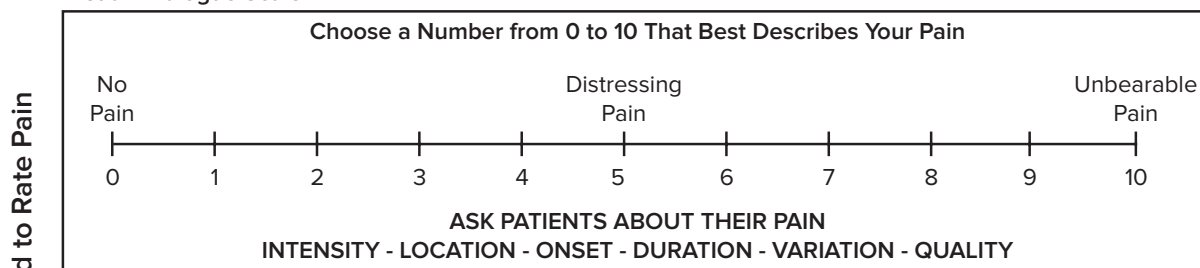 Choose a Number from 0 to 10 That Best Describes Your Pain
No Distressing Unbearable
Pain Pain Pain
0 1 2 3 4 5 6 7 8 9 10
ASK PATIENTS ABOUT THEIR PAIN
INTENSITY - LOCATION - ONSET - DURATION - VARIATION - QUALITY
to Rate Pain